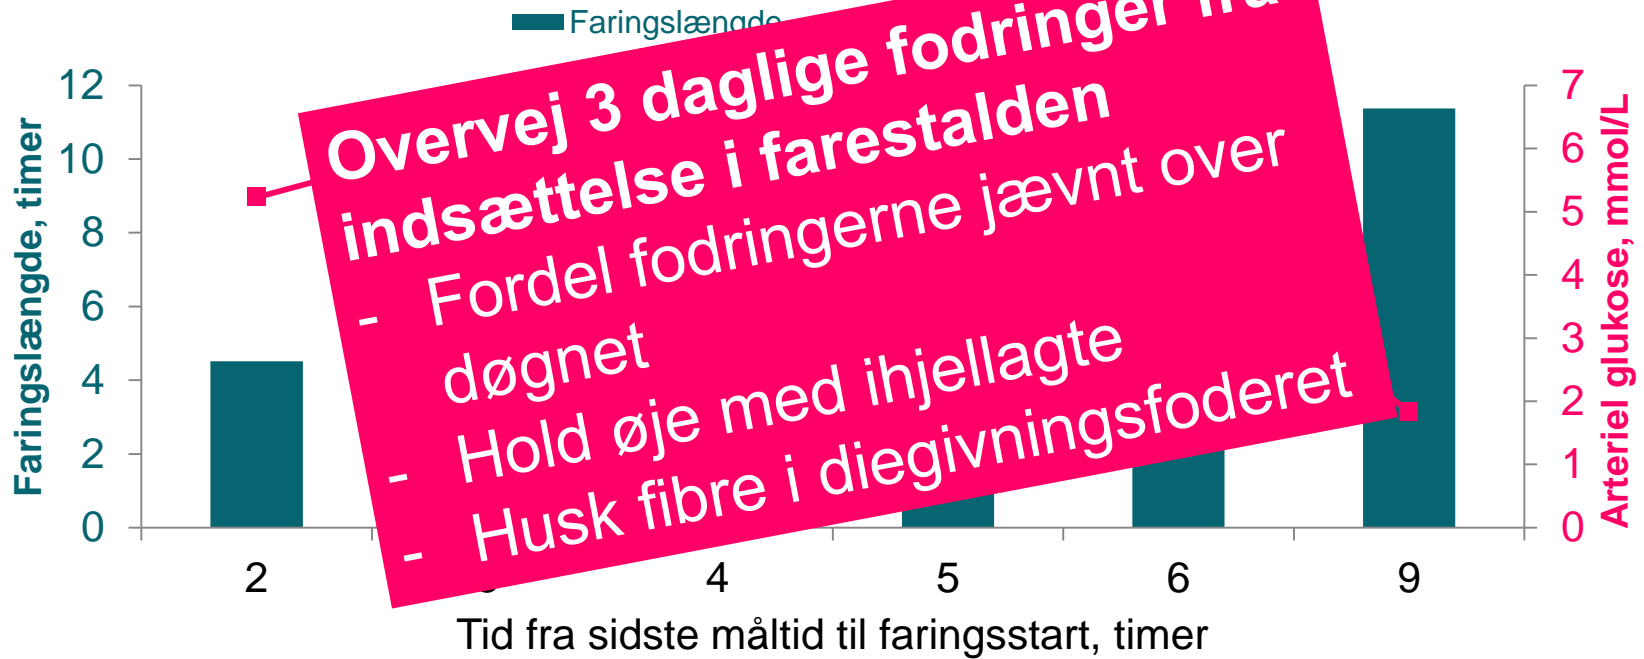 Faringslængde
Overvej 3 daglige fodringer fra
indsættelse i farestalden
- Fordel fodringerne jævnt over
døgnet
- Hold øje med ihjellagte
- Husk fibre i diegivningsfoderet
Faringslængde, timer
12
10
8
6
4
2
0
Arteriel glukose, mmol/L
7
6
5
4
3
2
1
0
2
4
5
6
9
Tid fra sidste måltid til faringsstart, timer